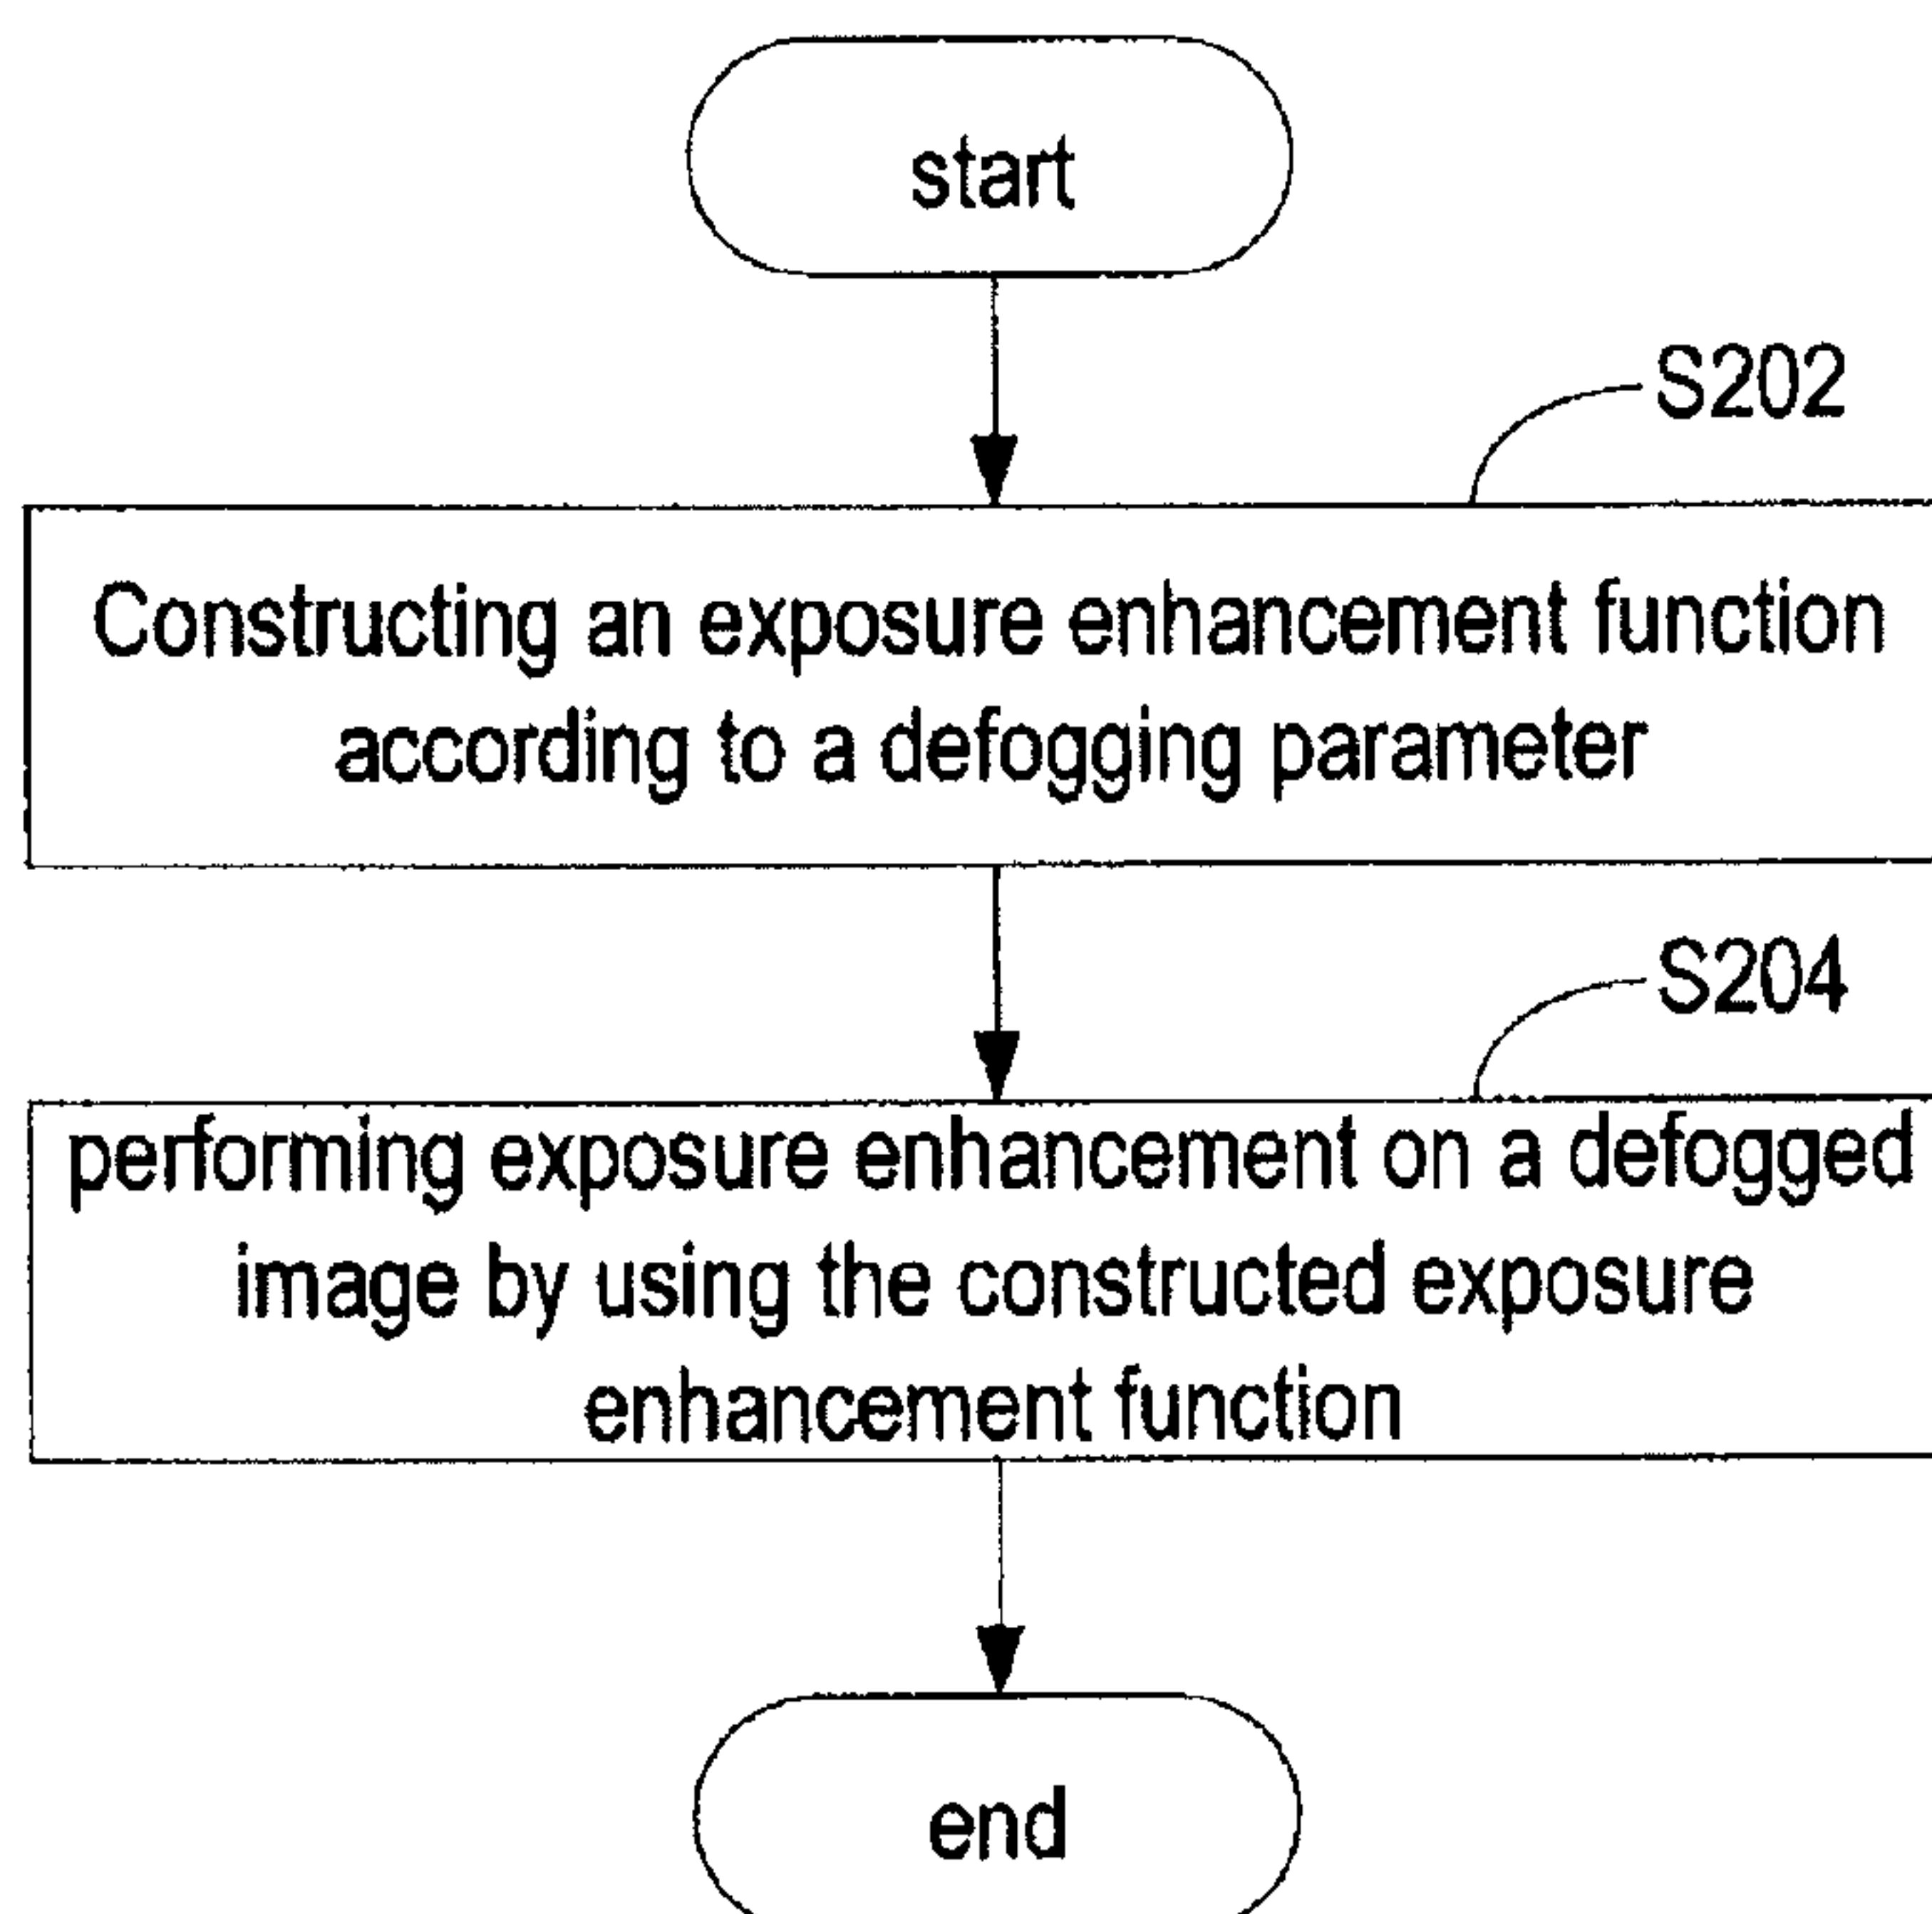 start
S202
Constructing an exposure enhancement function
according to a defogging parameter
S204
performing exposure enhancement on a defogged
image by using the constructed exposure
enhancement function
end